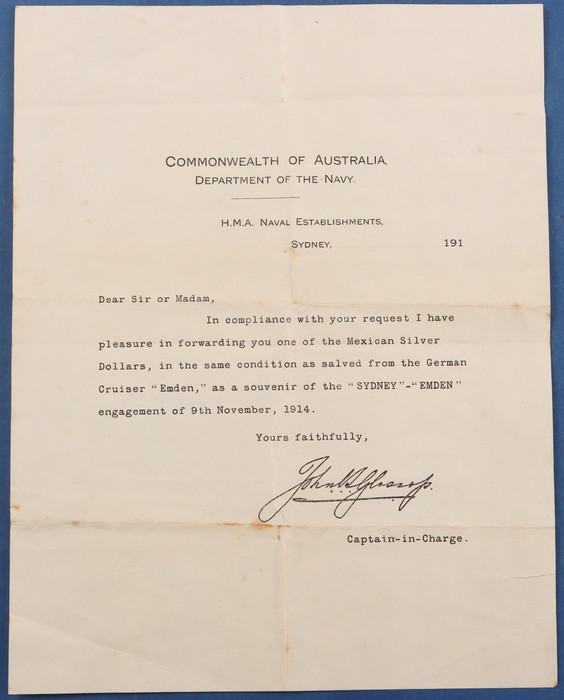 COMMONWEALTH OF AUSTRALIA,
DEPARTMENT OF THE NAVY.
H.M.A. NAVAL ESTABLISHMENTS,
SYDNEY, 191
Dear Sir or Madam,
In compliance with your request I have
pleasure in forwarding you one of the Mexican Silver
Dollars, in the same condition as salved from the German
Cruiser "Emden," as a souvenir of the "SYDNEY"-"EMDEN"
engagement of 9th November, 1914.
Yours faithfully,
John C.T. Glossop.
Captain-in-Charge.